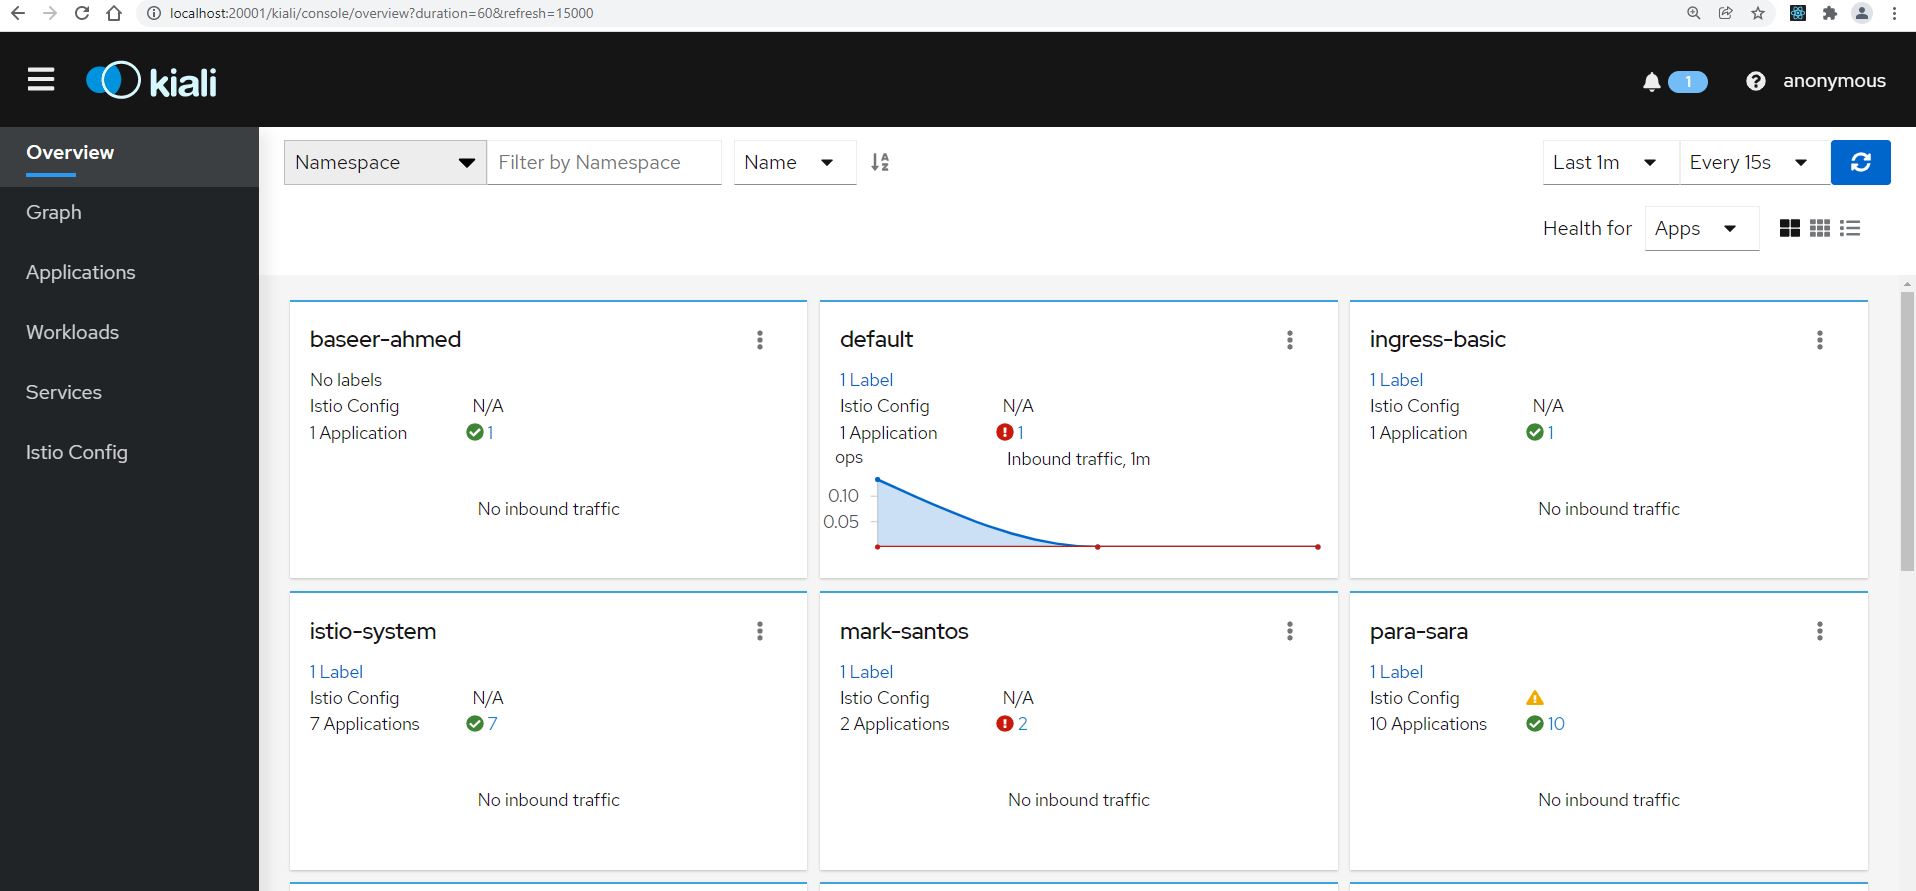 localhost:20001/kiali/console/overview?duration=60&refresh=15000
kiali
1
anonymous
Overview
Graph
Applications
Workloads
Services
Istio Config
Namespace
Filter by Namespace
Name
Last 1m
Every 15s
Health for
Apps
baseer-ahmed
No labels
Istio Config N/A
1 Application 1
No inbound traffic
default
1 Label
Istio Config N/A
1 Application 1
ops
Inbound traffic, 1m
0.10
0.05
ingress-basic
1 Label
Istio Config N/A
1 Application 1
No inbound traffic
istio-system
1 Label
Istio Config N/A
7 Applications 7
No inbound traffic
mark-santos
1 Label
Istio Config N/A
2 Applications 2
No inbound traffic
para-sara
1 Label
Istio Config
10 Applications 10
No inbound traffic